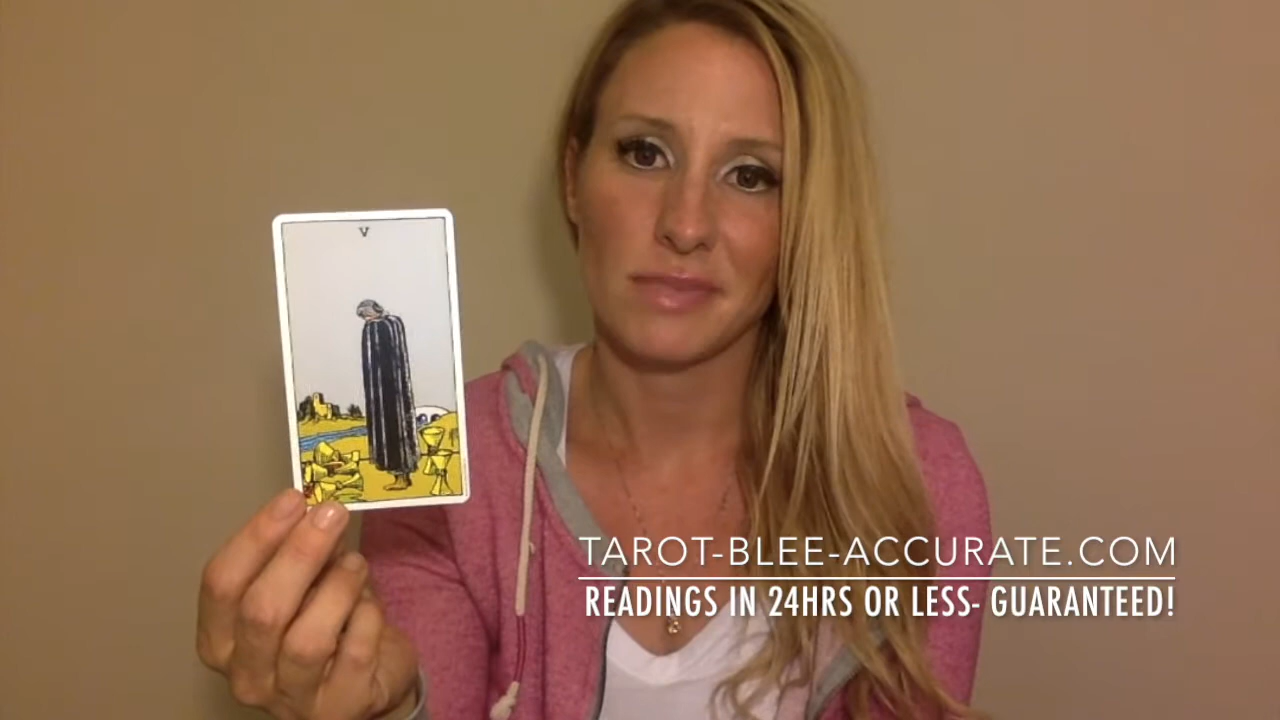 V
TAROT-BLEE-ACCURATE.COM
READINGS IN 24HRS OR LESS- GUARANTEED!